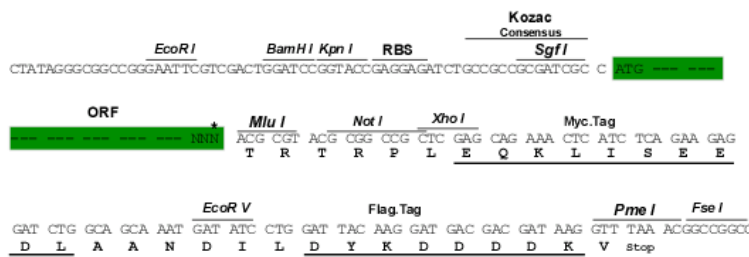 Kozac
Consensus
EcoR I BamH I Kpn I RBS Sgf I
CTATAGGGCGGCCGGGAATTCGTCGACTGGATCCGGTACCGAGGAGATCTGCCGCCGCGATCGC C ATG --- ---
ORF
*
--- --- --- --- --- --- NNN ACG CGT ACG CGG CCG CTC GAG CAG AAA CTC ATC TCA GAA GAG
Mlu I Not I Xho I Myc.Tag
T R T R P L E Q K L I S E E
EcoR V Flag.Tag Pme I Fse I
GAT CTG GCA GCA AAT GAT ATC CTG GAT TAC AAG GAT GAC GAC GAT AAG GTT TAA ACGGCCGGCC
D L A A N D I L D Y K D D D D K V Stop